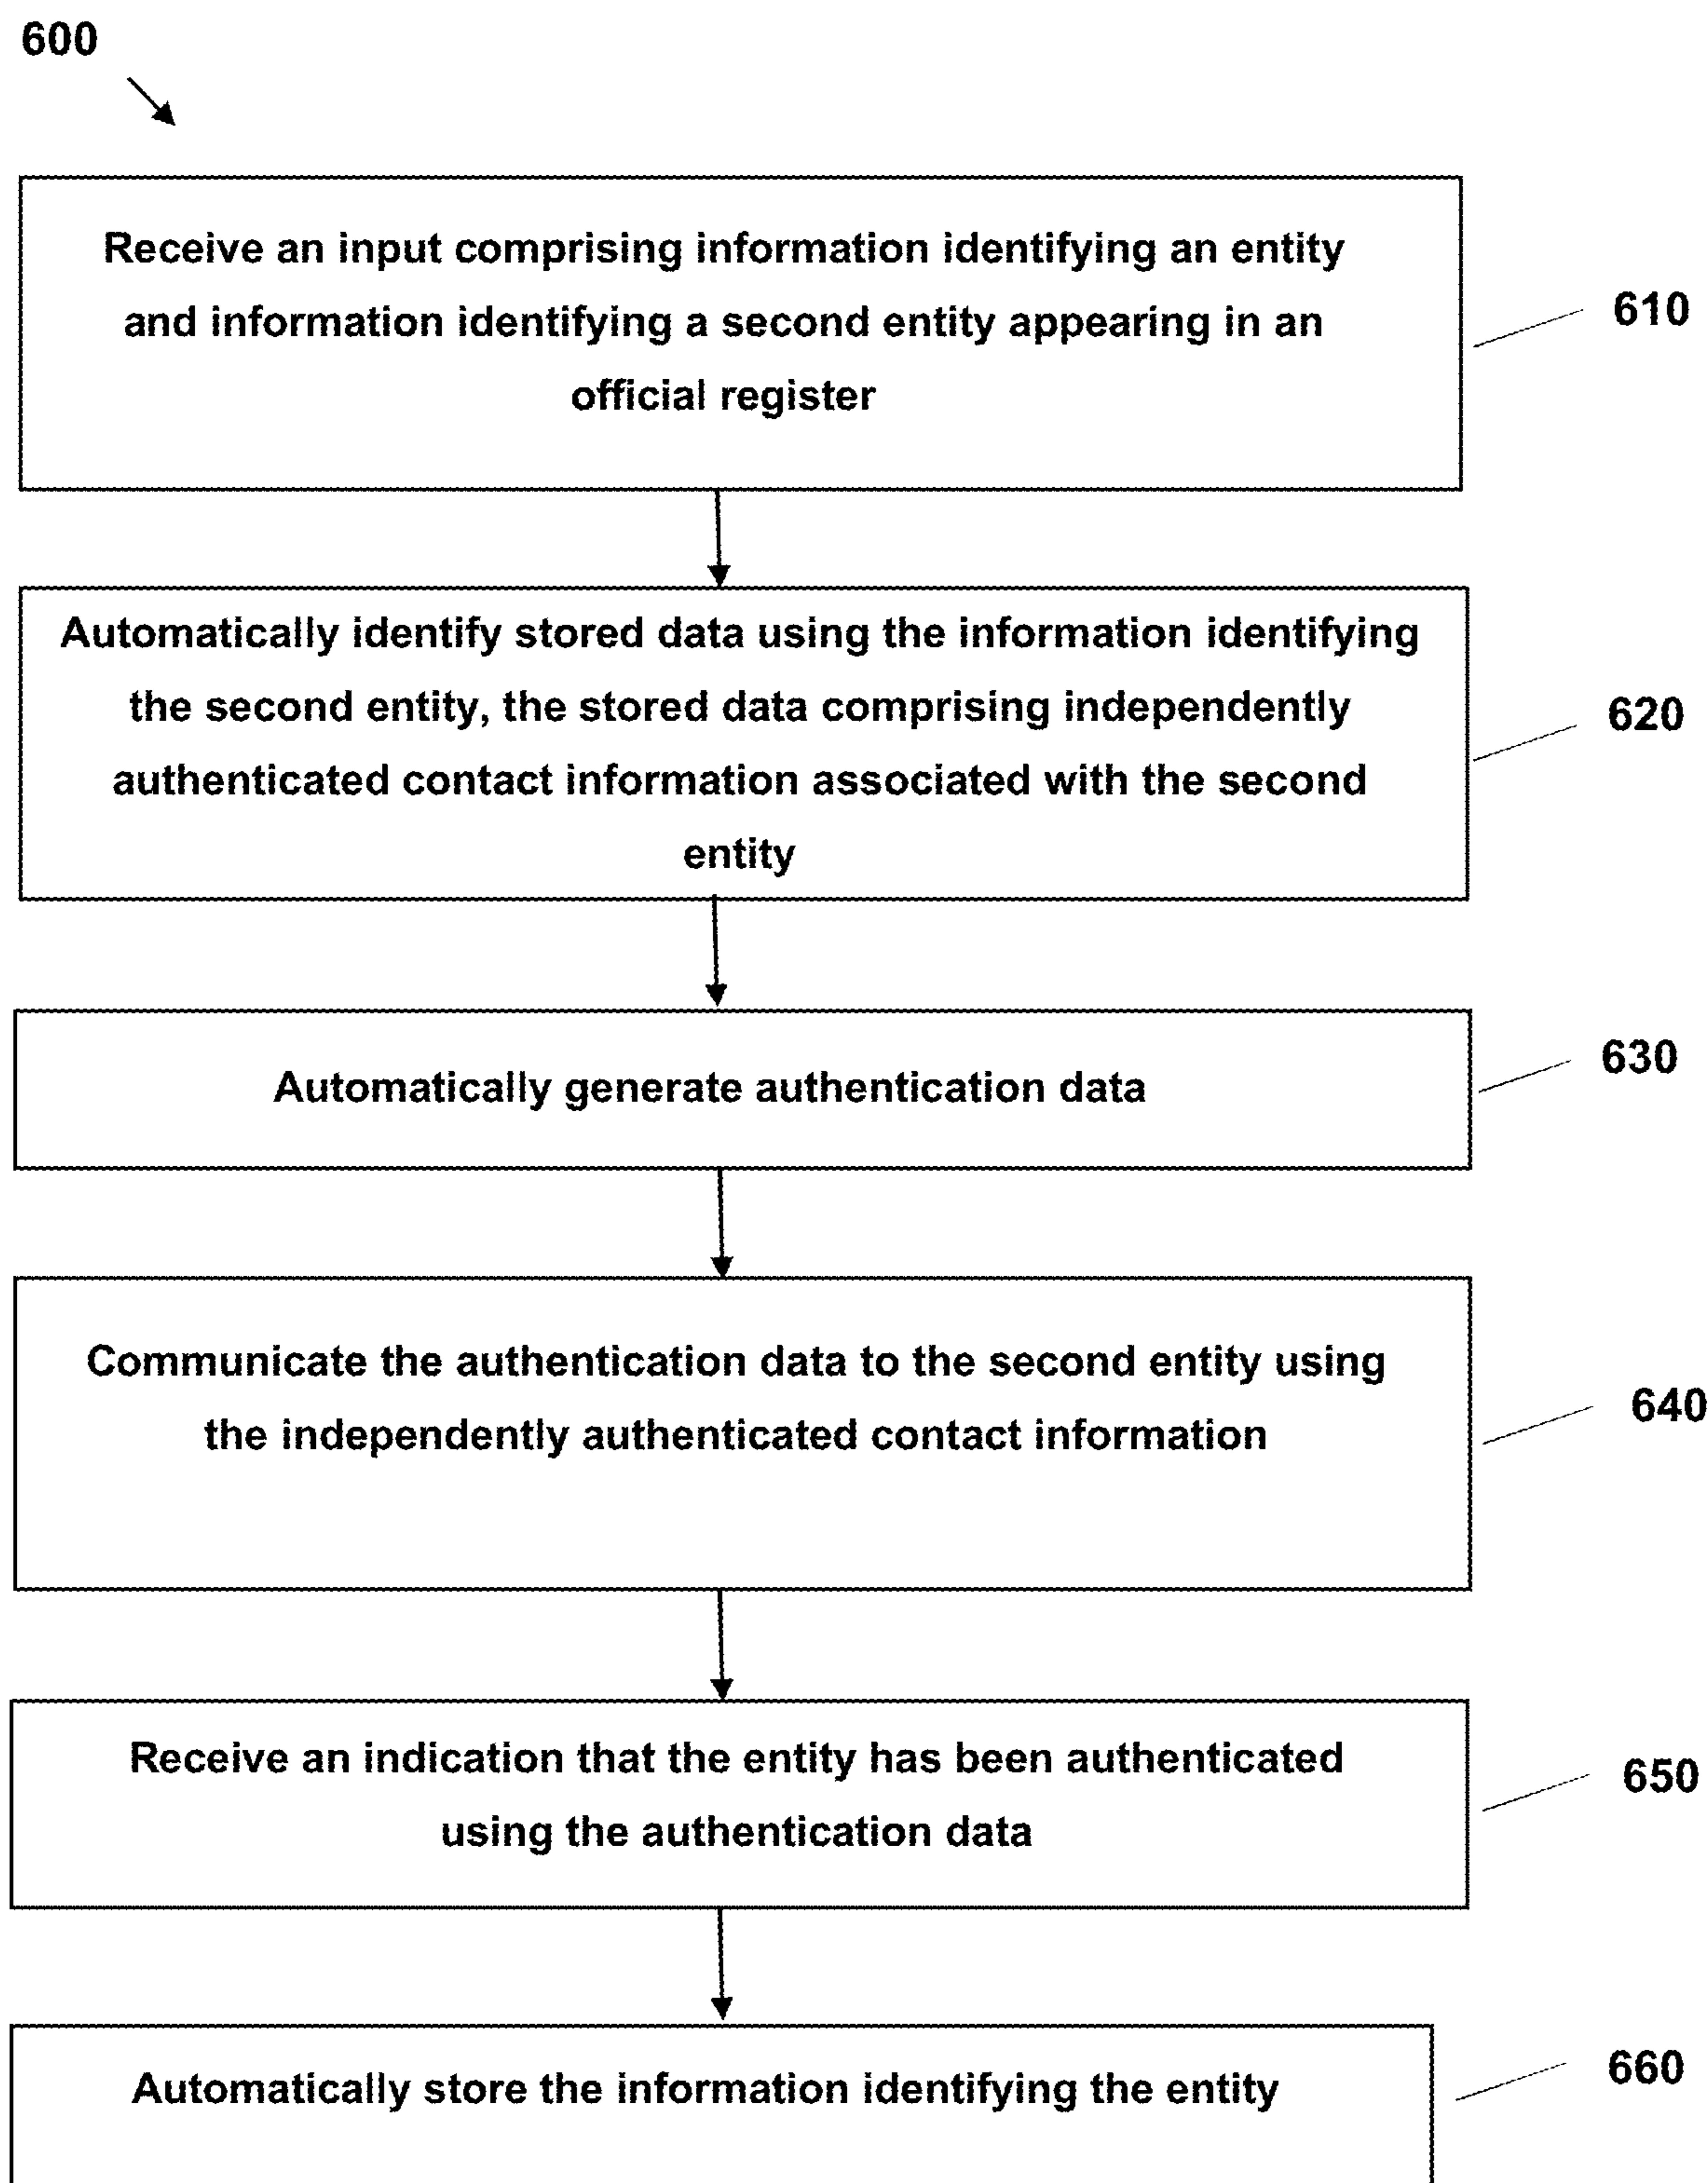 600
Receive an input comprising information identifying an entity
and information identifying a second entity appearing in an
official register
610
Automatically identify stored data using the information identifying
the second entity, the stored data comprising independently
authenticated contact information associated with the second
entity
620
Automatically generate authentication data
630
Communicate the authentication data to the second entity using
the independently authenticated contact information
640
Receive an indication that the entity has been authenticated
using the authentication data
650
Automatically store the information identifying the entity
660